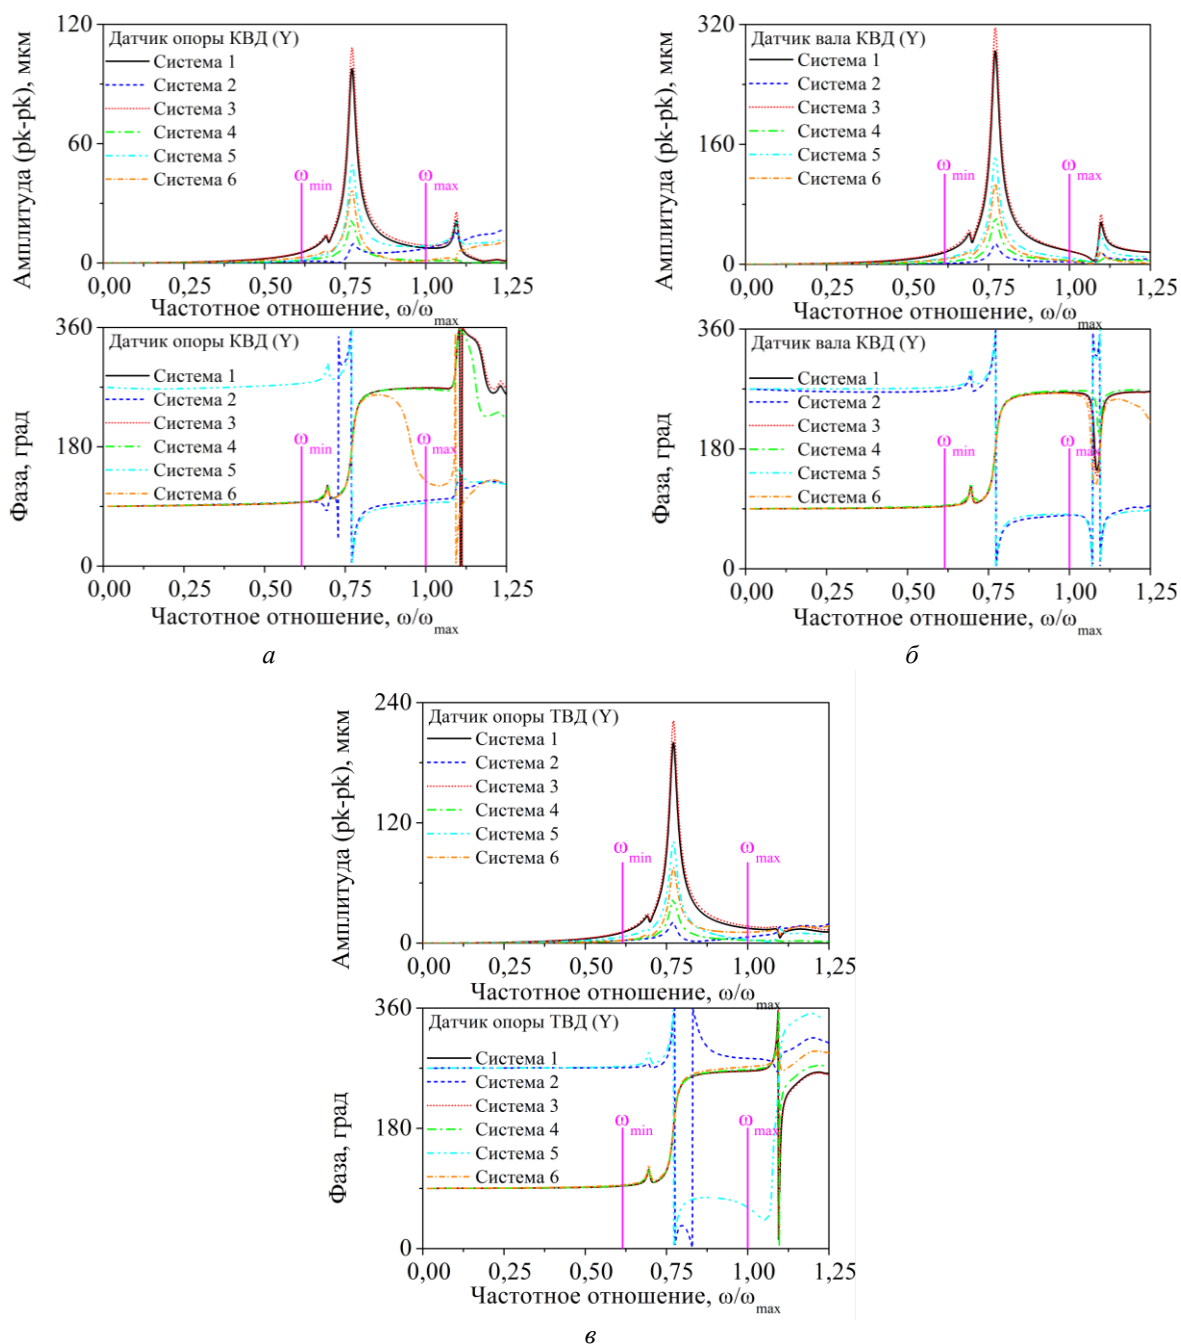 Амплитуда (pk-pk), мкм
120
60
0
Датчик опоры КВД (Y)
Система 1
Система 2
Система 3
Система 4
Система 5
Система 6
ω min
ω max
0,00 0,25 0,50 0,75 1,00 1,25
Частотное отношение, ω/ω max
Фаза, град
360
180
0
Датчик опоры КВД (Y)
Система 1
Система 2
Система 3
Система 4
Система 5
Система 6
ω min
ω max
0,00 0,25 0,50 0,75 1,00 1,25
Частотное отношение, ω/ω max
а
Амплитуда (pk-pk), мкм
320
160
0
Датчик вала КВД (Y)
Система 1
Система 2
Система 3
Система 4
Система 5
Система 6
ω min
ω max
0,00 0,25 0,50 0,75 1,00 1,25
Частотное отношение, ω/ω max
Фаза, град
360
180
0
Датчик вала КВД (Y)
Система 1
Система 2
Система 3
Система 4
Система 5
Система 6
ω min
ω max
0,00 0,25 0,50 0,75 1,00 1,25
Частотное отношение, ω/ω max
б
Амплитуда (pk-pk), мкм
240
120
0
Датчик опоры ТВД (Y)
Система 1
Система 2
Система 3
Система 4
Система 5
Система 6
ω min
ω max
0,00 0,25 0,50 0,75 1,00 1,25
Частотное отношение, ω/ω max
Фаза, град
360
180
0
Датчик опоры ТВД (Y)
Система 1
Система 2
Система 3
Система 4
Система 5
Система 6
ω min
ω max
0,00 0,25 0,50 0,75 1,00 1,25
Частотное отношение, ω/ω max
в